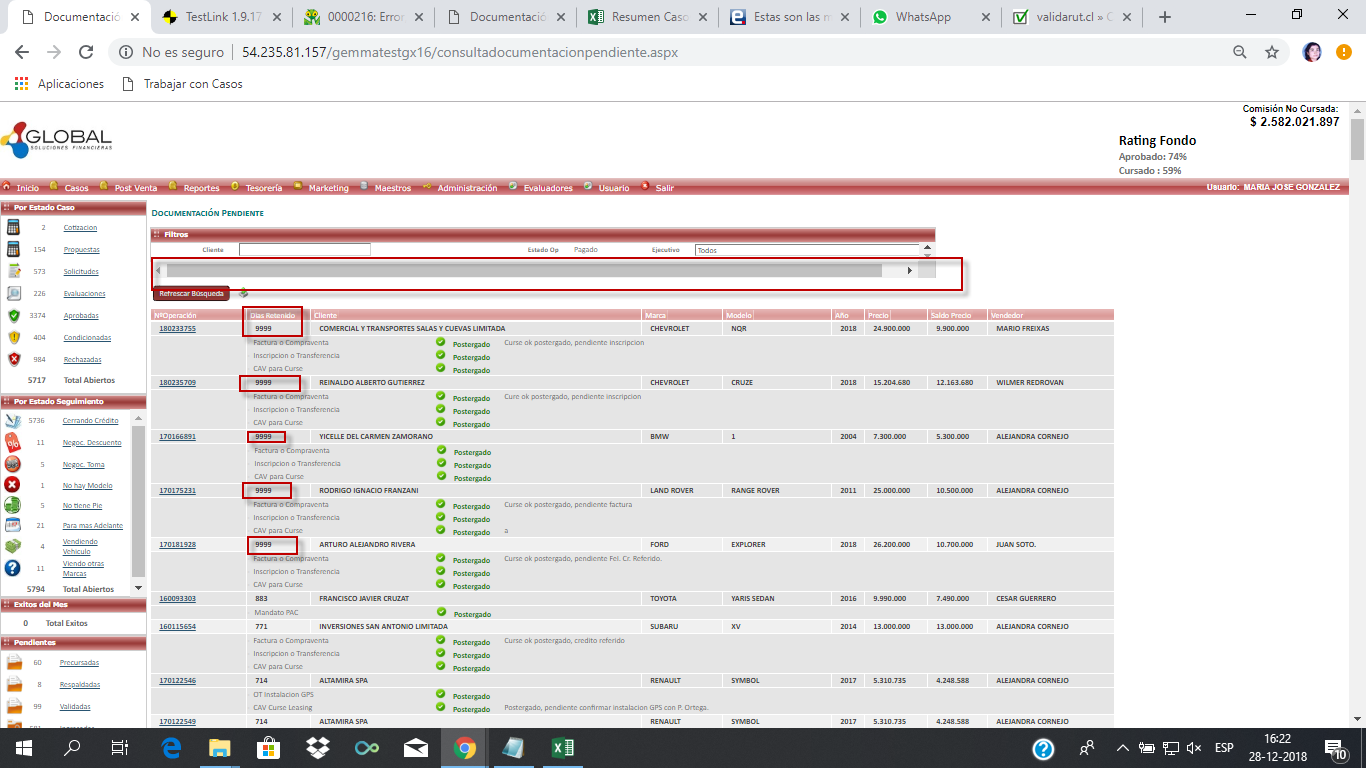 Documentació
TestLink 1.9.17
0000216: Error
Documentació
Resumen Caso
Estas son las m
WhatsApp
validarut.cl » C
No es seguro | 54.235.81.157/gemmatestgx16/consultadocumentacionpendiente.aspx
Aplicaciones Trabajar con Casos
Comisión No Cursada:
$ 2.582.021.897
GLOBAL
SOLUCIONES FINANCIERAS
Rating Fondo
Aprobado: 74%
Cursado : 59%
Inicio Casos Post Venta Reportes Tesorería Marketing Maestros Administración Evaluadores Usuario Salir Usuario: MARIA JOSE GONZALEZ
Por Estado Caso
2 Cotizacion
154 Propuestas
573 Solicitudes
226 Evaluaciones
3374 Aprobadas
404 Condicionadas
984 Rechazadas
5717 Total Abiertos
Por Estado Seguimiento
5736 Cerrando Crédito
11 Negoc. Descuento
5 Negoc. Toma
1 No hay Modelo
5 No tiene Pie
21 Para mas Adelante
4 Vendiendo Vehiculo
11 Viendo otras Marcas
5794 Total Abiertos
Exitos del Mes
0 Total Exitos
Pendientes
60 Precursadas
8 Respaldadas
99 Validadas
DOCUMENTACIÓN PENDIENTE
Filtros
Cliente Estado Op Pagado Ejecutivo Todos
Refrescar Búsqueda
NºOperación Dias Retenido Cliente Marca Modelo Año Precio Saldo Precio Vendedor
180233755 9999 COMERCIAL Y TRANSPORTES SALAS Y CUEVAS LIMITADA CHEVROLET NQR 2018 24.900.000 9.900.000 MARIO FREIXAS
Factura o Compraventa Postergado Curse ok postergado, pendiente inscripcion
Inscripcion o Transferencia Postergado
CAV para Curse Postergado
180235709 9999 REINALDO ALBERTO GUTIERREZ CHEVROLET CRUZE 2018 15.204.680 12.163.680 WILMER REDROVAN
Factura o Compraventa Postergado Cure ok postergado, pendiente inscripcion
Inscripcion o Transferencia Postergado
CAV para Curse Postergado
170166891 9999 YICELLE DEL CARMEN ZAMORANO BMW 1 2004 7.300.000 5.300.000 ALEJANDRA CORNEJO
Factura o Compraventa Postergado
Inscripcion o Transferencia Postergado
CAV para Curse Postergado
170175231 9999 RODRIGO IGNACIO FRANZANI LAND ROVER RANGE ROVER 2011 25.000.000 10.500.000 ALEJANDRA CORNEJO
Factura o Compraventa Postergado Curse ok postergado, pendiente factura
Inscripcion o Transferencia Postergado
CAV para Curse Postergado a
170181928 9999 ARTURO ALEJANDRO RIVERA FORD EXPLORER 2018 26.200.000 10.700.000 JUAN SOTO.
Factura o Compraventa Postergado Curse ok postergado, pendiente Fel. Cr. Referido.
Inscripcion o Transferencia Postergado
CAV para Curse Postergado
160093303 883 FRANCISCO JAVIER CRUZAT TOYOTA YARIS SEDAN 2016 9.990.000 7.490.000 CESAR GUERRERO
Mandato PAC Postergado
160115654 771 INVERSIONES SAN ANTONIO LIMITADA SUBARU XV 2014 13.000.000 13.000.000 ALEJANDRA CORNEJO
Factura o Compraventa Postergado Curse ok postergado, credito referido
Inscripcion o Transferencia Postergado
CAV para Curse Postergado
170122546 714 ALTAMIRA SPA RENAULT SYMBOL 2017 5.310.735 4.248.588 ALEJANDRA CORNEJO
OT Instalacion GPS Postergado
CAV Curse Leasing Postergado Postergado, pendiente confirmar instalacion GPS con P. Ortega.
170122549 714 ALTAMIRA SPA RENAULT SYMBOL 2017 5.310.735 4.248.588 ALEJANDRA CORNEJO
ESP 16:22
28-12-2018
10